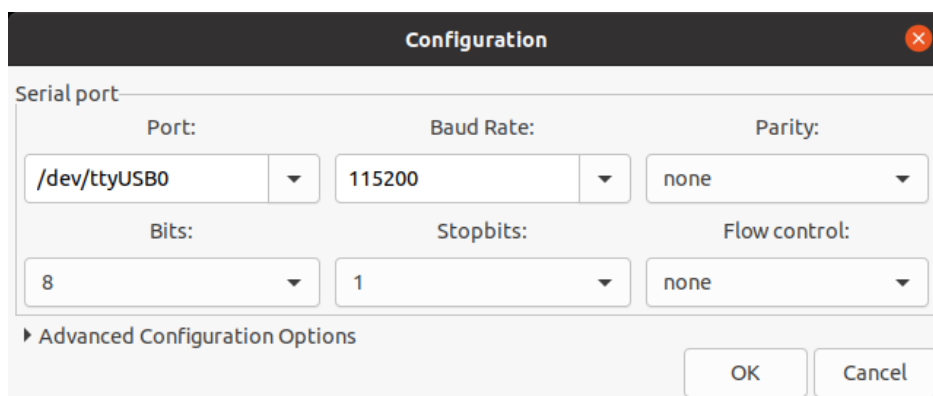 Configuration
Serial port
Port: Baud Rate: Parity:
/dev/ttyUSB0 115200 none
Bits: Stopbits: Flow control:
8 1 none
Advanced Configuration Options
OK Cancel